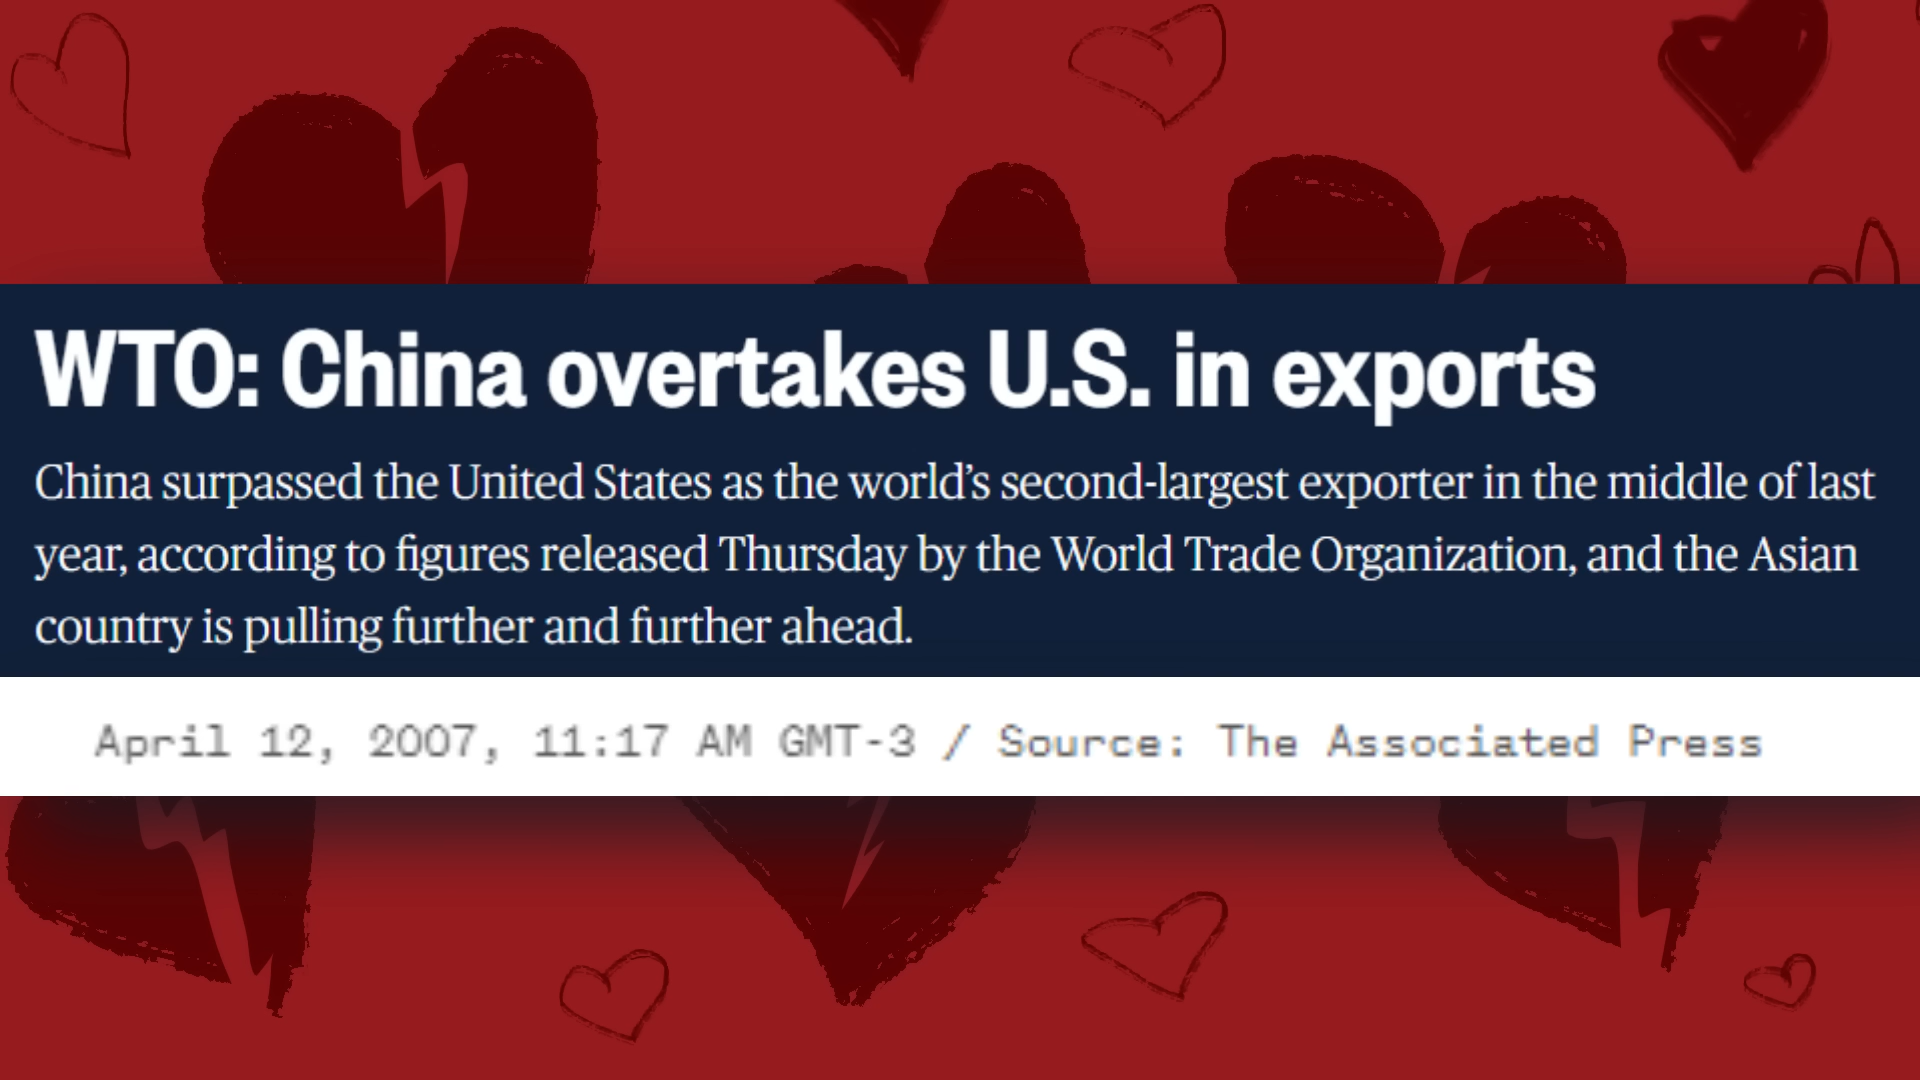 WTO: China overtakes U.S. in exports
China surpassed the United States as the world’s second-largest exporter in the middle of last
year, according to figures released Thursday by the World Trade Organization, and the Asian
country is pulling further and further ahead.
April 12, 2007, 11:17 AM GMT-3 / Source: The Associated Press